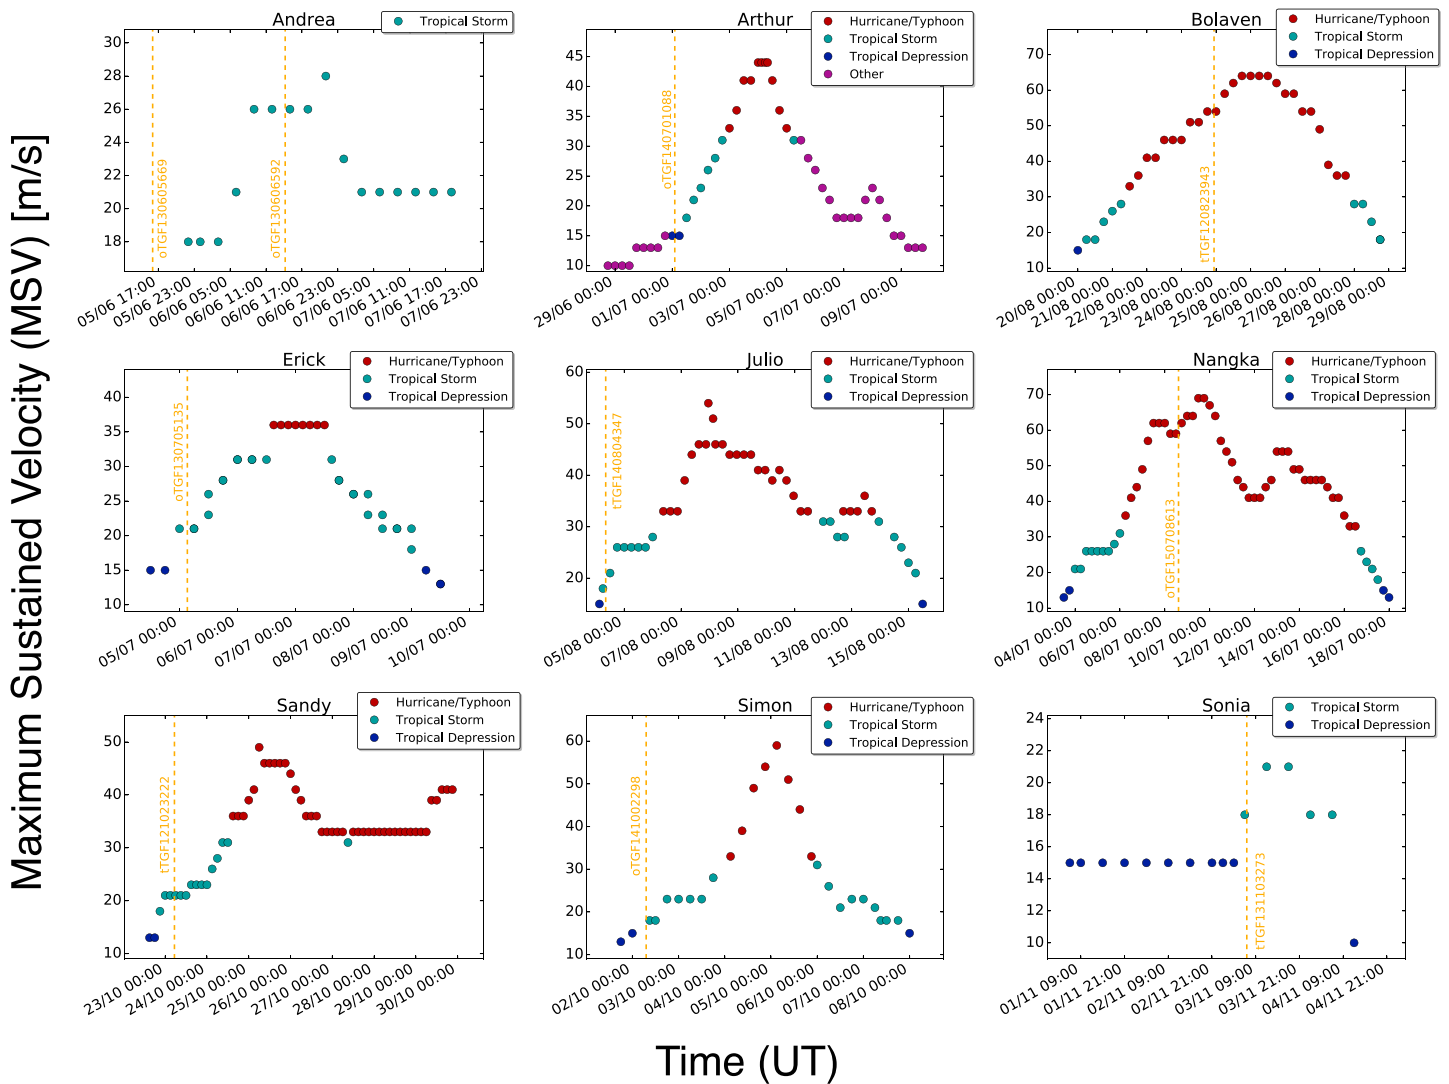 Maximum Sustained Velocity (MSV) [m/s]
Andrea
Tropical Storm
30
28
26
24
22
20
18
oTGF130605669
oTGF130606592
05/06 17:00
05/06 23:00
06/06 05:00
06/06 11:00
06/06 17:00
06/06 23:00
07/06 05:00
07/06 11:00
07/06 17:00
07/06 23:00
Arthur
Hurricane/Typhoon
Tropical Storm
Tropical Depression
Other
45
40
35
30
25
20
15
10
oTGF140701088
29/06 00:00
01/07 00:00
03/07 00:00
05/07 00:00
07/07 00:00
09/07 00:00
Bolaven
Hurricane/Typhoon
Tropical Storm
Tropical Depression
70
60
50
40
30
20
10
tTGF120823943
20/08 00:00
21/08 00:00
22/08 00:00
23/08 00:00
24/08 00:00
25/08 00:00
26/08 00:00
27/08 00:00
28/08 00:00
29/08 00:00
Erick
Hurricane/Typhoon
Tropical Storm
Tropical Depression
40
35
30
25
20
15
10
oTGF130705135
05/07 00:00
06/07 00:00
07/07 00:00
08/07 00:00
09/07 00:00
10/07 00:00
Julio
Hurricane/Typhoon
Tropical Storm
Tropical Depression
60
50
40
30
20
tTGF140804347
05/08 00:00
07/08 00:00
09/08 00:00
11/08 00:00
13/08 00:00
15/08 00:00
Nangka
Hurricane/Typhoon
Tropical Storm
Tropical Depression
70
60
50
40
30
20
10
oTGF150708613
04/07 00:00
06/07 00:00
08/07 00:00
10/07 00:00
12/07 00:00
14/07 00:00
16/07 00:00
18/07 00:00
Sandy
Hurricane/Typhoon
Tropical Storm
Tropical Depression
50
40
30
20
10
tTGF121023222
23/10 00:00
24/10 00:00
25/10 00:00
26/10 00:00
27/10 00:00
28/10 00:00
29/10 00:00
30/10 00:00
Simon
Hurricane/Typhoon
Tropical Storm
Tropical Depression
60
50
40
30
20
10
oTGF141002298
02/10 00:00
03/10 00:00
04/10 00:00
05/10 00:00
06/10 00:00
07/10 00:00
08/10 00:00
Sonia
Tropical Storm
Tropical Depression
24
22
20
18
16
14
12
10
tTGF131103273
01/11 09:00
01/11 21:00
02/11 09:00
02/11 21:00
03/11 09:00
03/11 21:00
04/11 09:00
04/11 21:00
Time (UT)